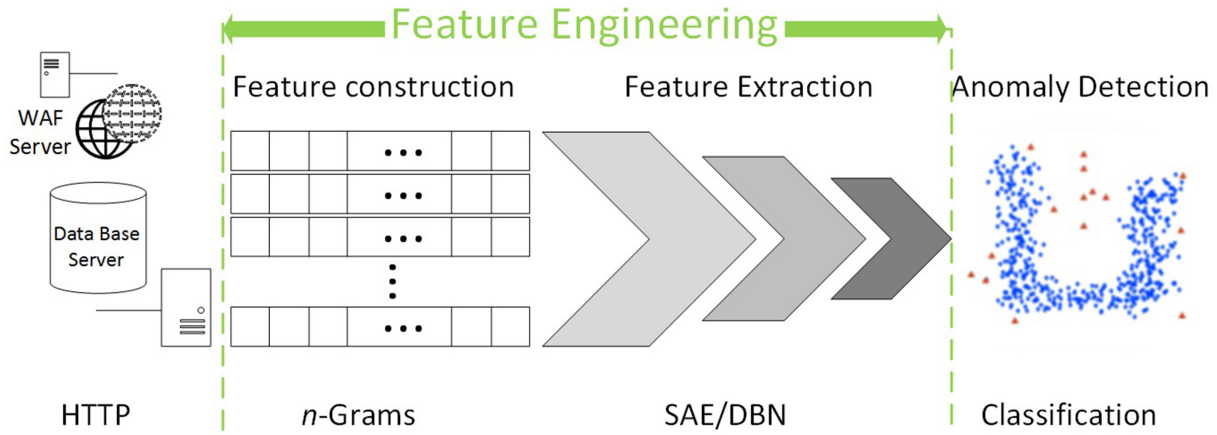 Feature Engineering
Feature construction
Feature Extraction
Anomaly Detection
WAF
Server
Data Base
Server
HTTP
n-Grams
SAE/DBN
Classification